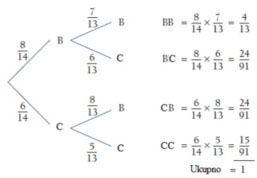 7/13 B BB = 8/14 × 7/13 = 4/13
8/14 B
6/13 C BC = 8/14 × 6/13 = 24/91
6/14 C
8/13 B CB = 6/14 × 8/13 = 24/91
5/13 C CC = 6/14 × 5/13 = 15/91
Ukupno = 1